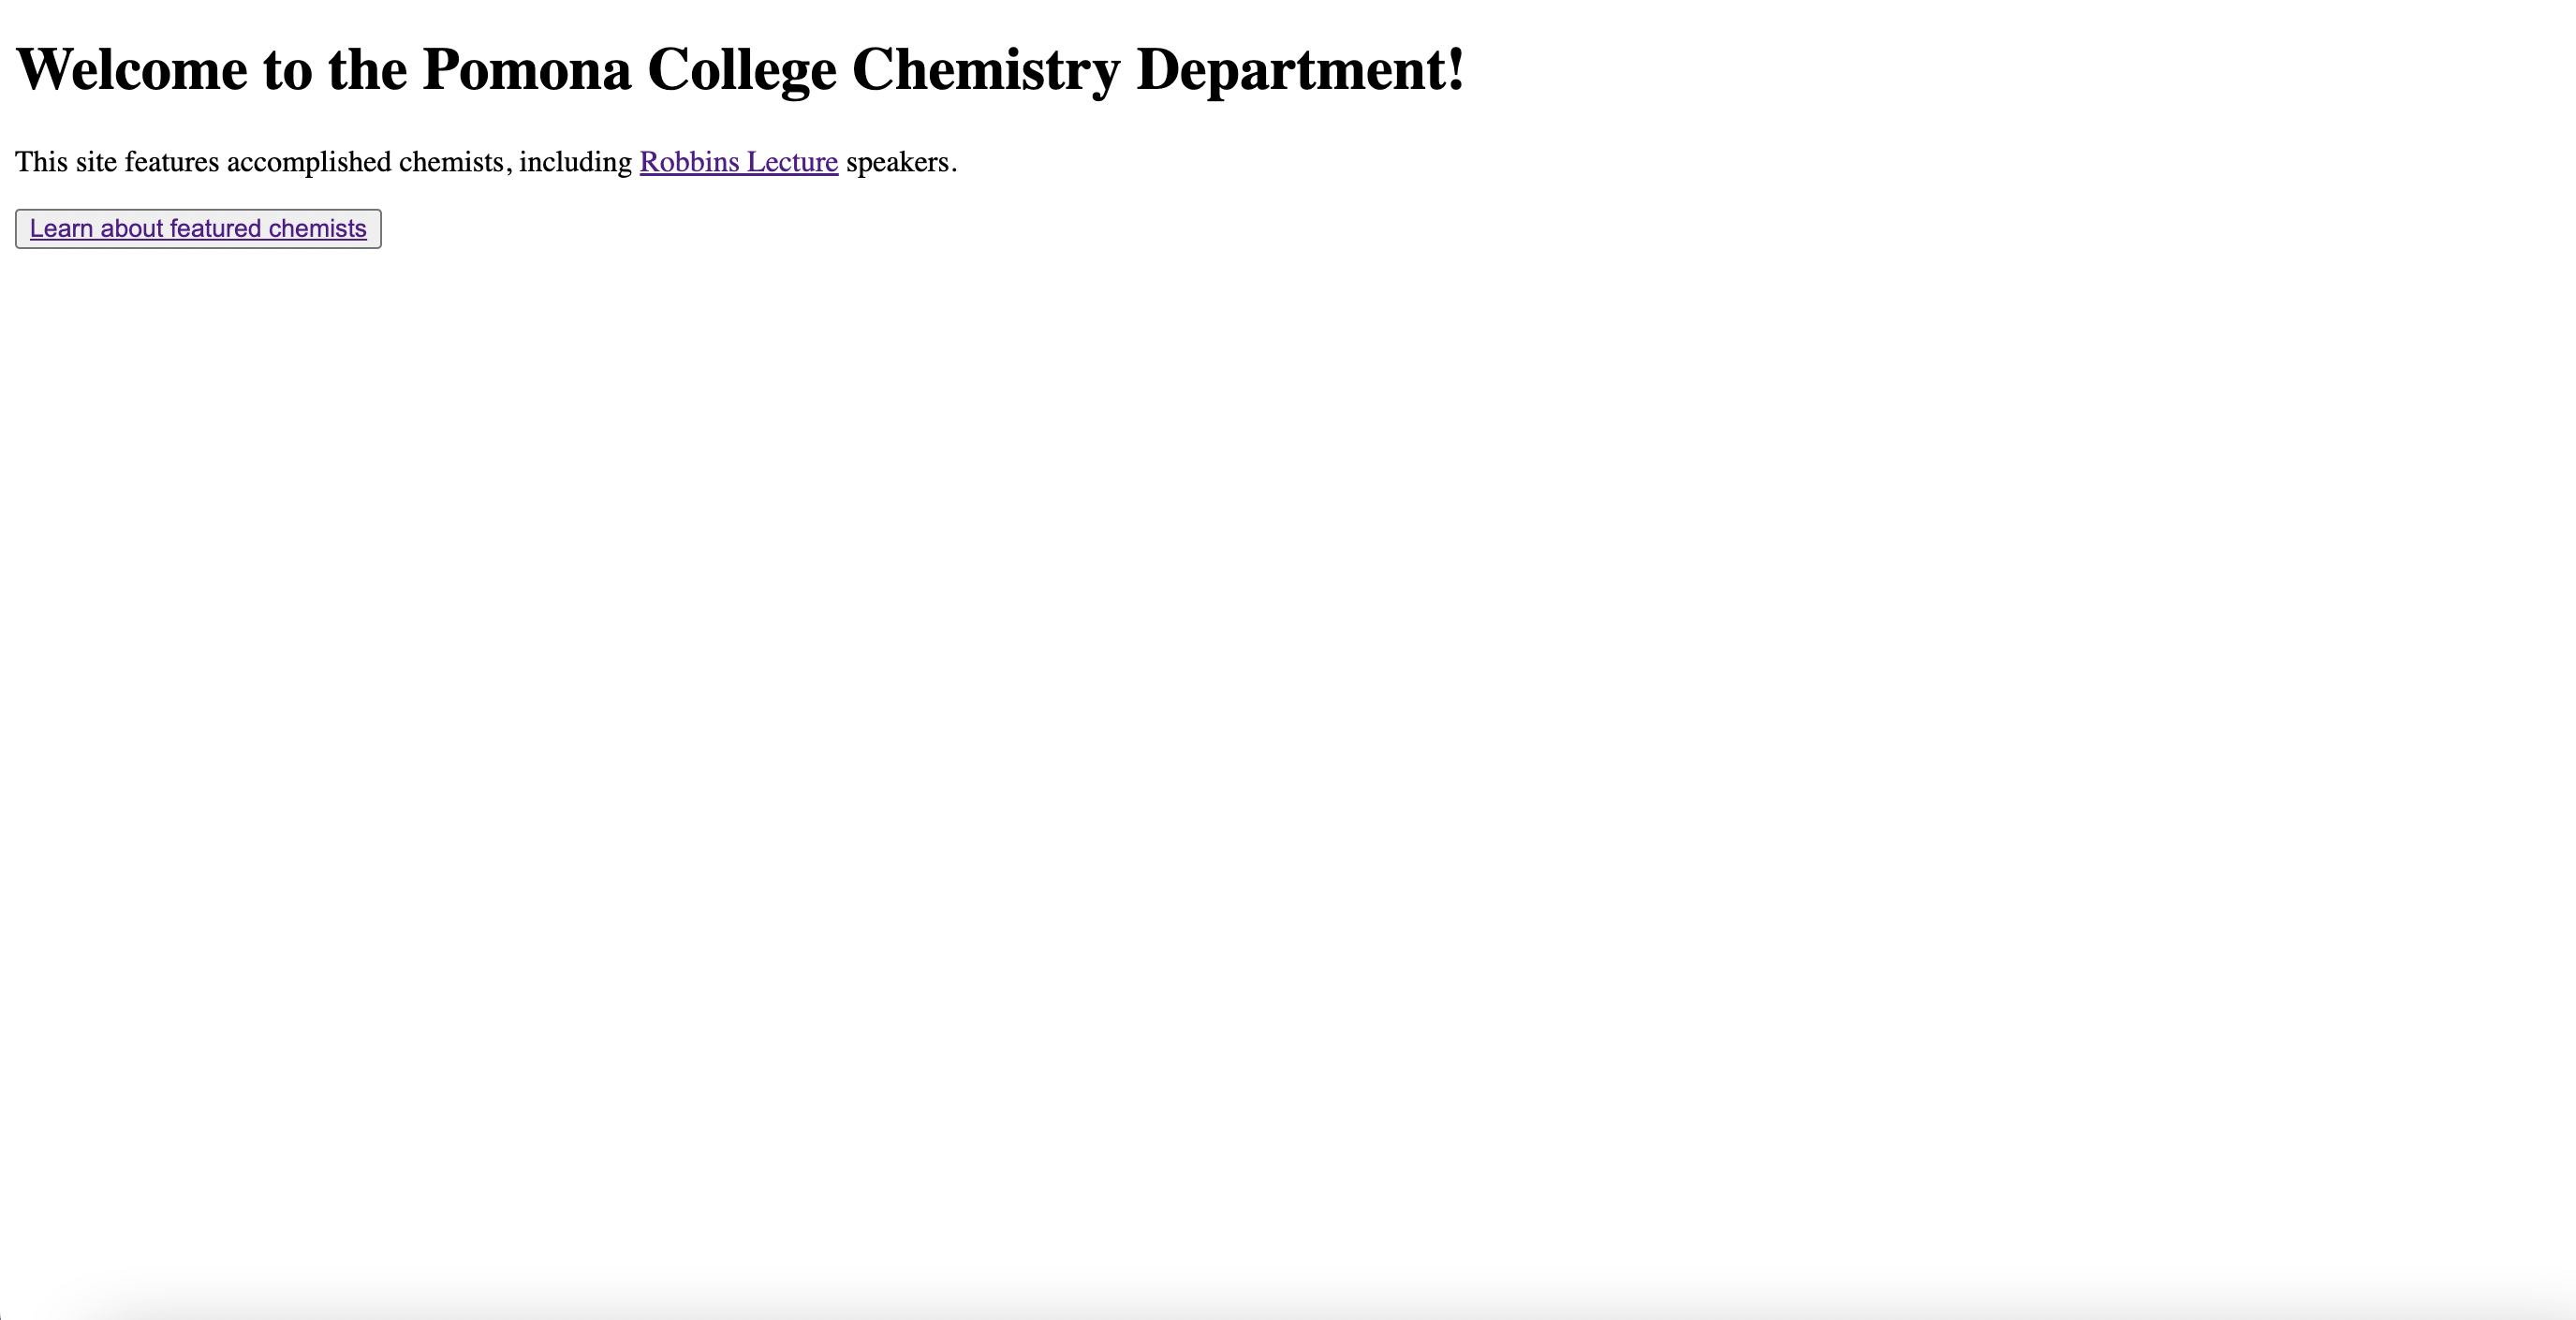 Welcome to the Pomona College Chemistry Department!
This site features accomplished chemists, including Robbins Lecture speakers.
Learn about featured chemists